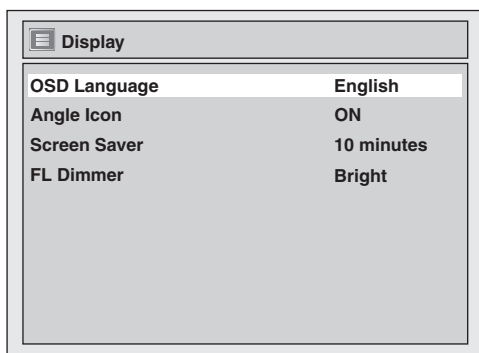 Display
OSD Language English
Angle Icon ON
Screen Saver 10 minutes
FL Dimmer Bright